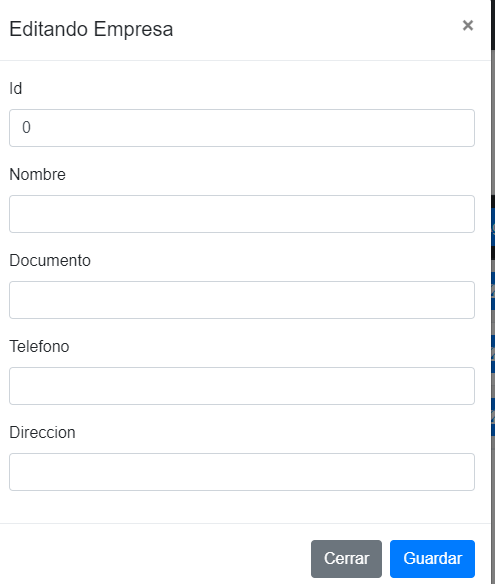 Editando Empresa ×
Id
0
Nombre
Documento
Telefono
Direccion
Cerrar Guardar